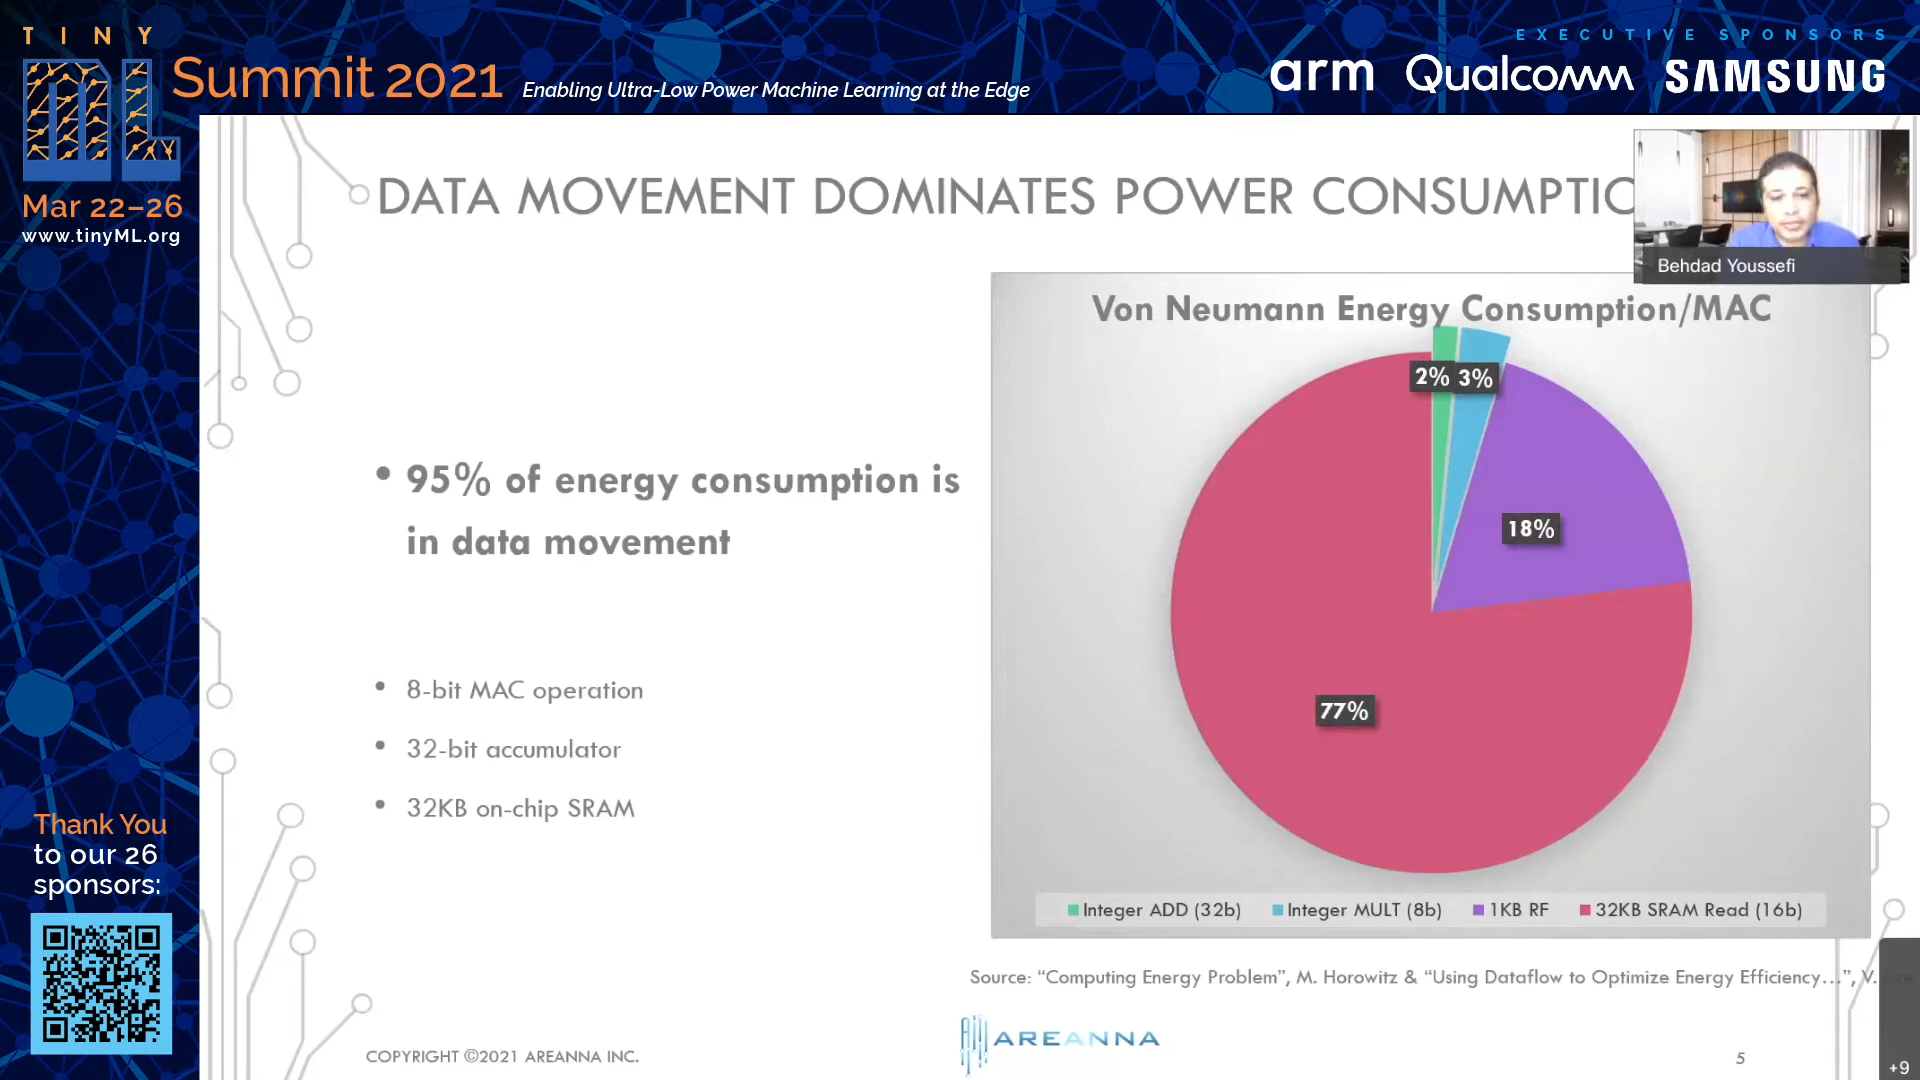 TINY
ML
Summit 2021
Enabling Ultra-Low Power Machine Learning at the Edge
EXECUTIVE SPONSORS
arm
Qualcomm
SAMSUNG
Mar 22–26
www.tinyML.org
DATA MOVEMENT DOMINATES POWER CONSUMPTIO
Behdad Youssefi
• 95% of energy consumption is
in data movement
• 8-bit MAC operation
• 32-bit accumulator
• 32KB on-chip SRAM
Von Neumann Energy Consumption/MAC
2%
3%
18%
77%
Integer ADD (32b)
Integer MULT (8b)
1KB RF
32KB SRAM Read (16b)
Source: “Computing Energy Problem”, M. Horowitz & “Using Dataflow to Optimize Energy Efficiency…”, V.
Thank You
to our 26
sponsors:
COPYRIGHT ©2021 AREANNA INC.
AREANNA
5
+9